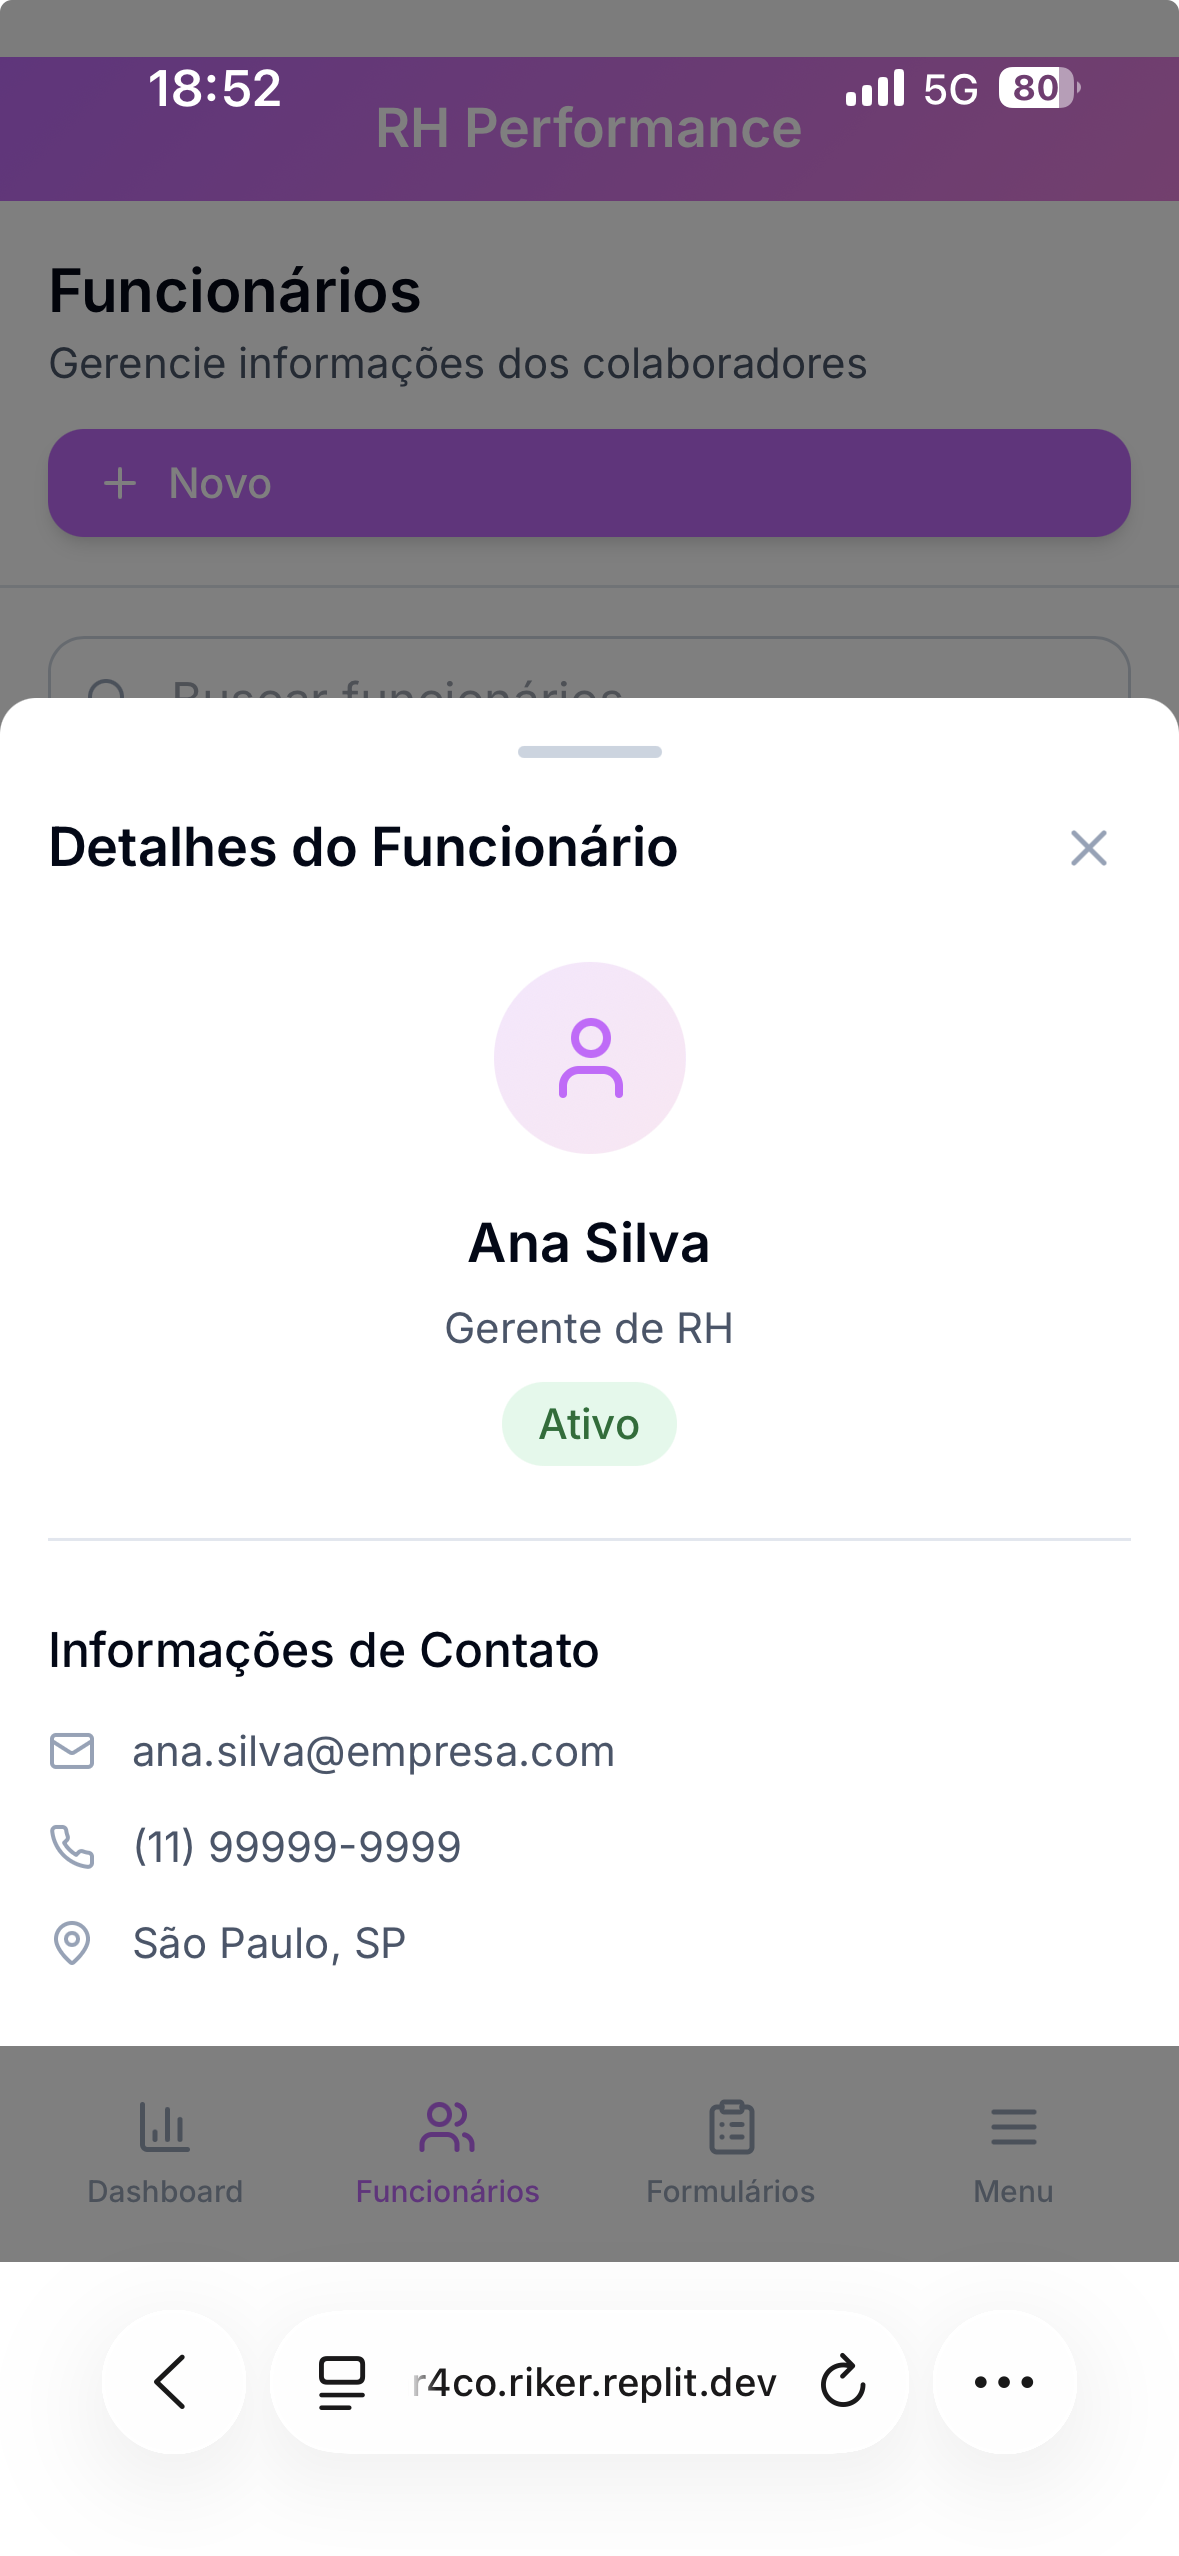 18:52
5G
80
RH Performance
Funcionários
Gerencie informações dos colaboradores
Novo
Buscar funcionários
Detalhes do Funcionário
Ana Silva
Gerente de RH
Ativo
Informações de Contato
ana.silva@empresa.com
(11) 99999-9999
São Paulo, SP
Dashboard
Funcionários
Formulários
Menu
r4co.riker.replit.dev